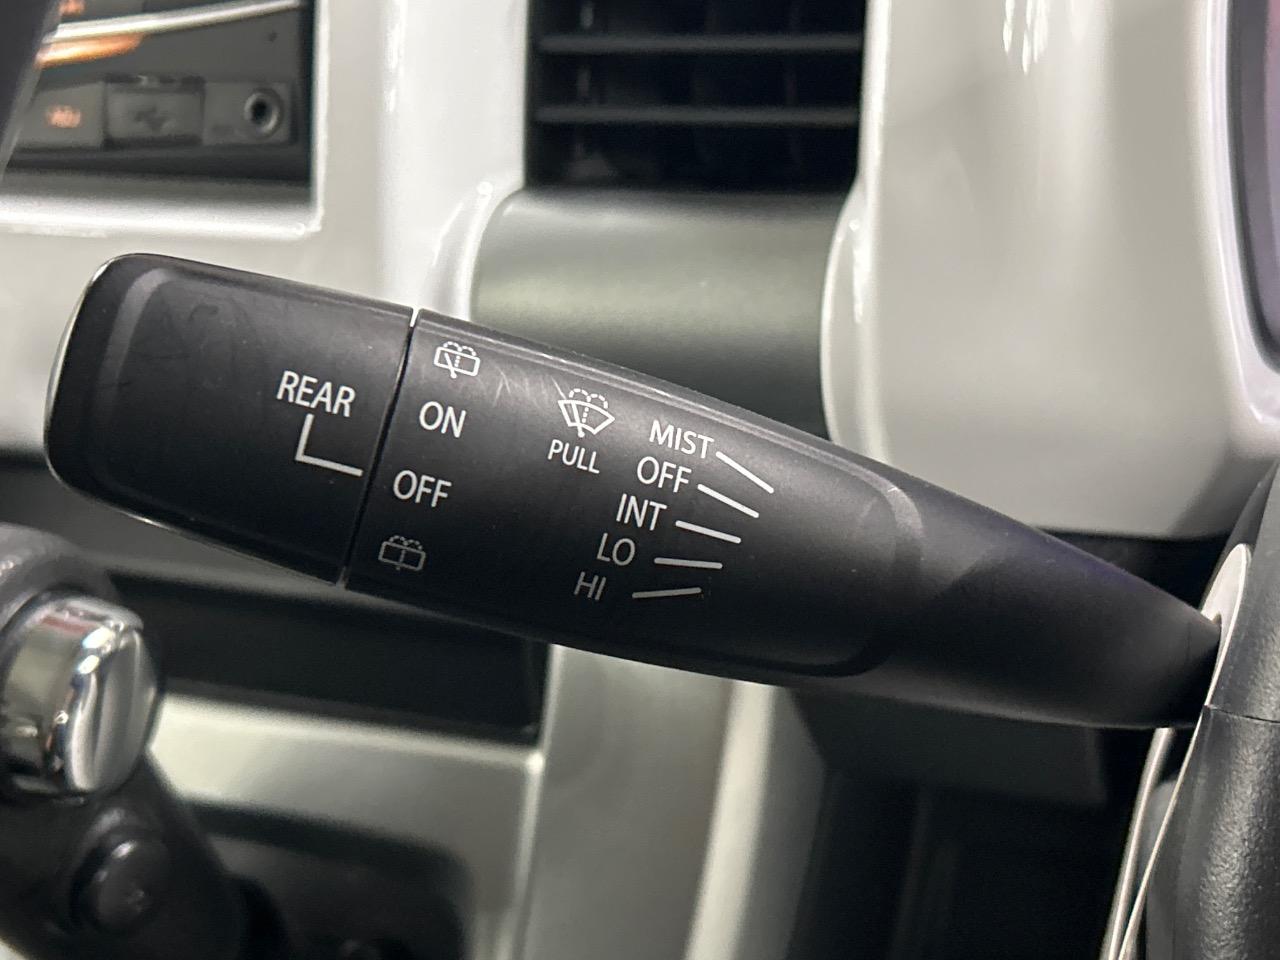 REAR
ON
OFF
PULL
MIST
OFF
INT
LO
HI